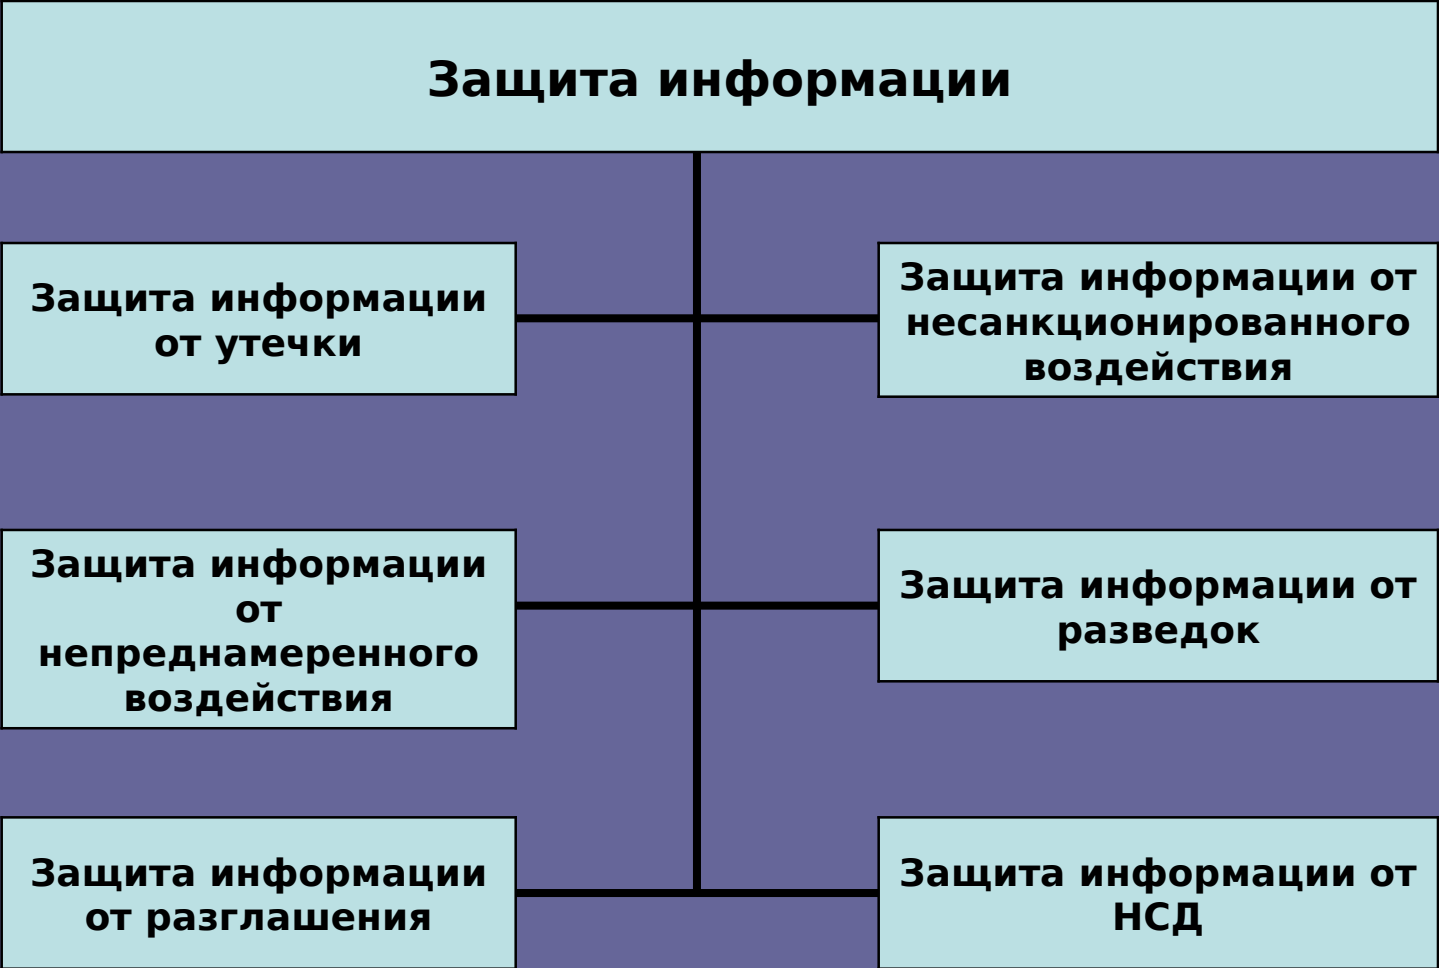 Защита информации
Защита информации
от утечки
Защита информации от
несанкционированного
воздействия
Защита информации
от
непреднамеренного
воздействия
Защита информации от
разведок
Защита информации
от разглашения
Защита информации от
НСД